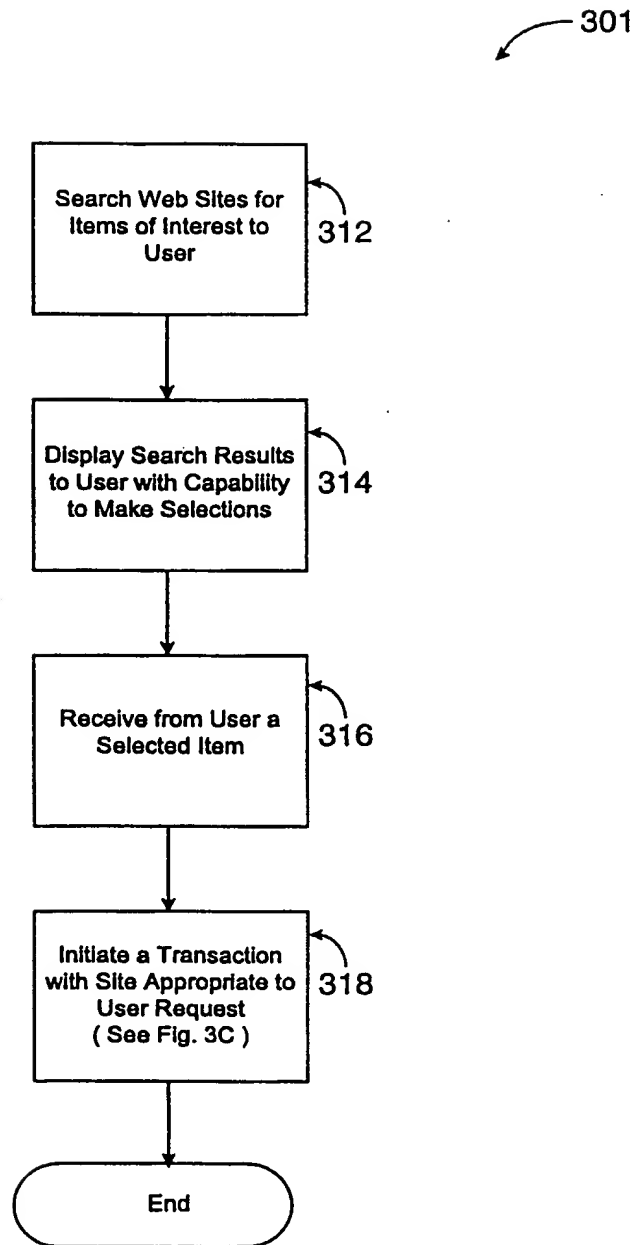 301
Search Web Sites for
Items of Interest to
User
312
Display Search Results
to User with Capability
to Make Selections
314
Receive from User a
Selected Item
316
Initiate a Transaction
with Site Appropriate to
User Request
( See Fig. 3C )
318
End